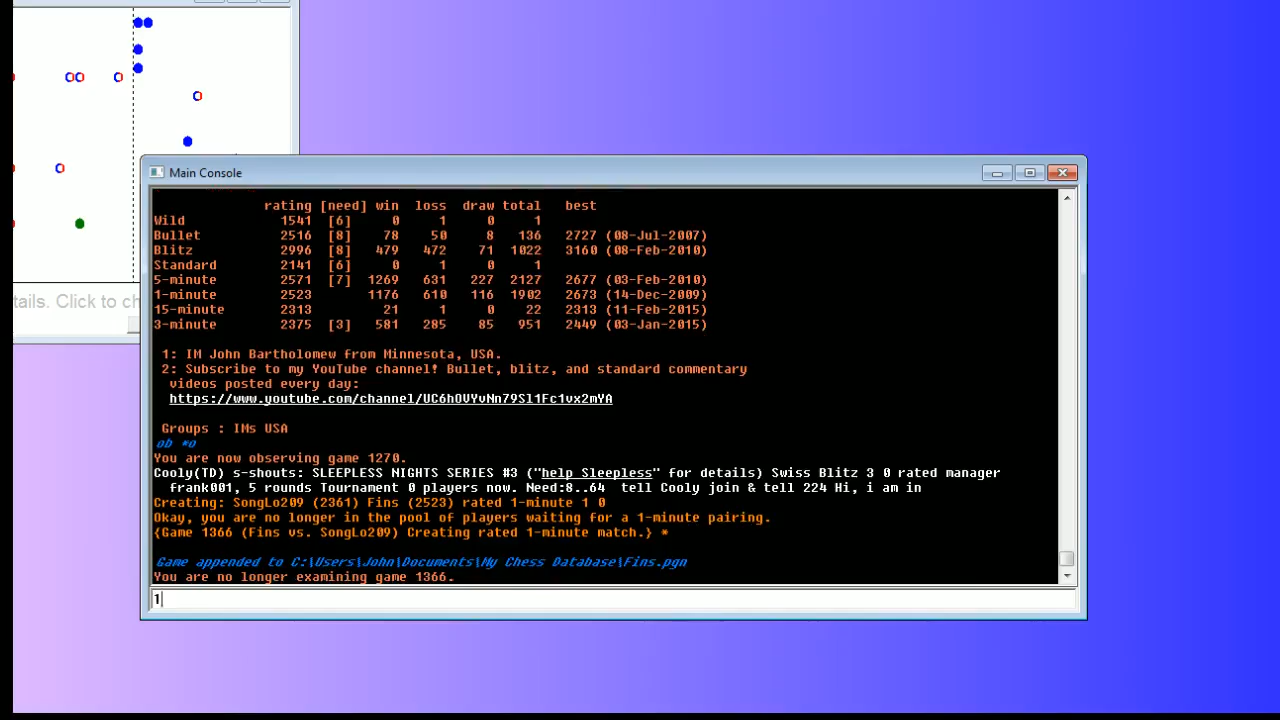 Main Console
rating [need] win loss draw total best
Wild 1541 [6] 0 1 0 1
Bullet 2516 [8] 78 50 8 136 2727 (08-Jul-2007)
Blitz 2996 [8] 479 472 71 1022 3160 (08-Feb-2010)
Standard 2141 [6] 0 1 0 1
5-minute 2571 [7] 1269 631 227 2127 2677 (03-Feb-2010)
1-minute 2523 1176 610 116 1902 2673 (14-Dec-2009)
15-minute 2313 21 1 0 22 2313 (11-Feb-2015)
tails. Click to ch
3-minute 2375 [3] 581 285 85 951 2449 (03-Jan-2015)
1: IM John Bartholomew from Minnesota, USA.
2: Subscribe to my YouTube channel! Bullet, blitz, and standard commentary
videos posted every day:
https://www.youtube.com/channel/UC6hOVYvNn79Sl1Fc1vx2mYA
Groups : IMs USA
ob *o
You are now observing game 1270.
Cooly(TD) s-shouts: SLEEPLESS NIGHTS SERIES #3 ("help Sleepless" for details) Swiss Blitz 3 0 rated manager
frank001, 5 rounds Tournament 0 players now. Need:8..64 tell Cooly join & tell 224 Hi, i am in
Creating: SongLo209 (2361) Fins (2523) rated 1-minute 1 0
Okay, you are no longer in the pool of players waiting for a 1-minute pairing.
{Game 1366 (Fins vs. SongLo209) Creating rated 1-minute match.} *
Game appended to C:\Users\John\Documents\My Chess Database\Fins.pgn
You are no longer examining game 1366.
1